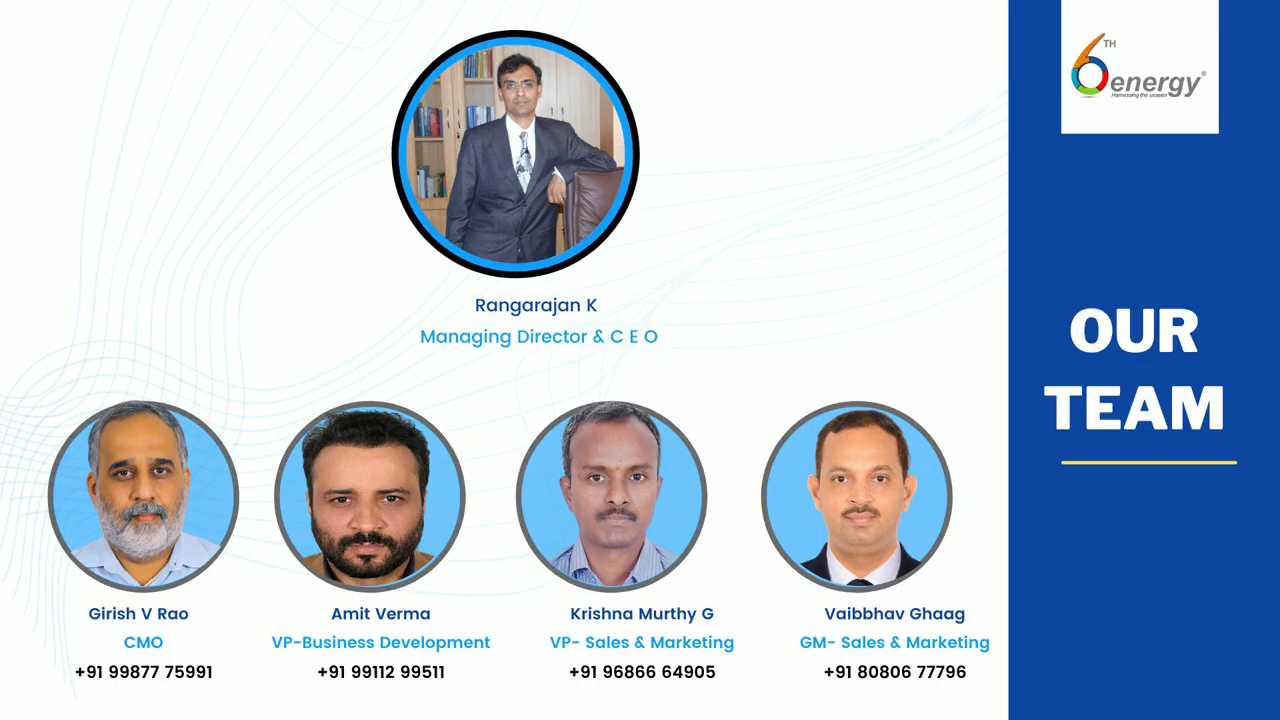 6TH energy®
Harnessing the unseen
Rangarajan K
Managing Director & C E O
OUR
TEAM
Girish V Rao
CMO
+91 99877 75991
Amit Verma
VP-Business Development
+91 99112 99511
Krishna Murthy G
VP- Sales & Marketing
+91 96866 64905
Vaibbhav Ghaag
GM- Sales & Marketing
+91 80806 77796